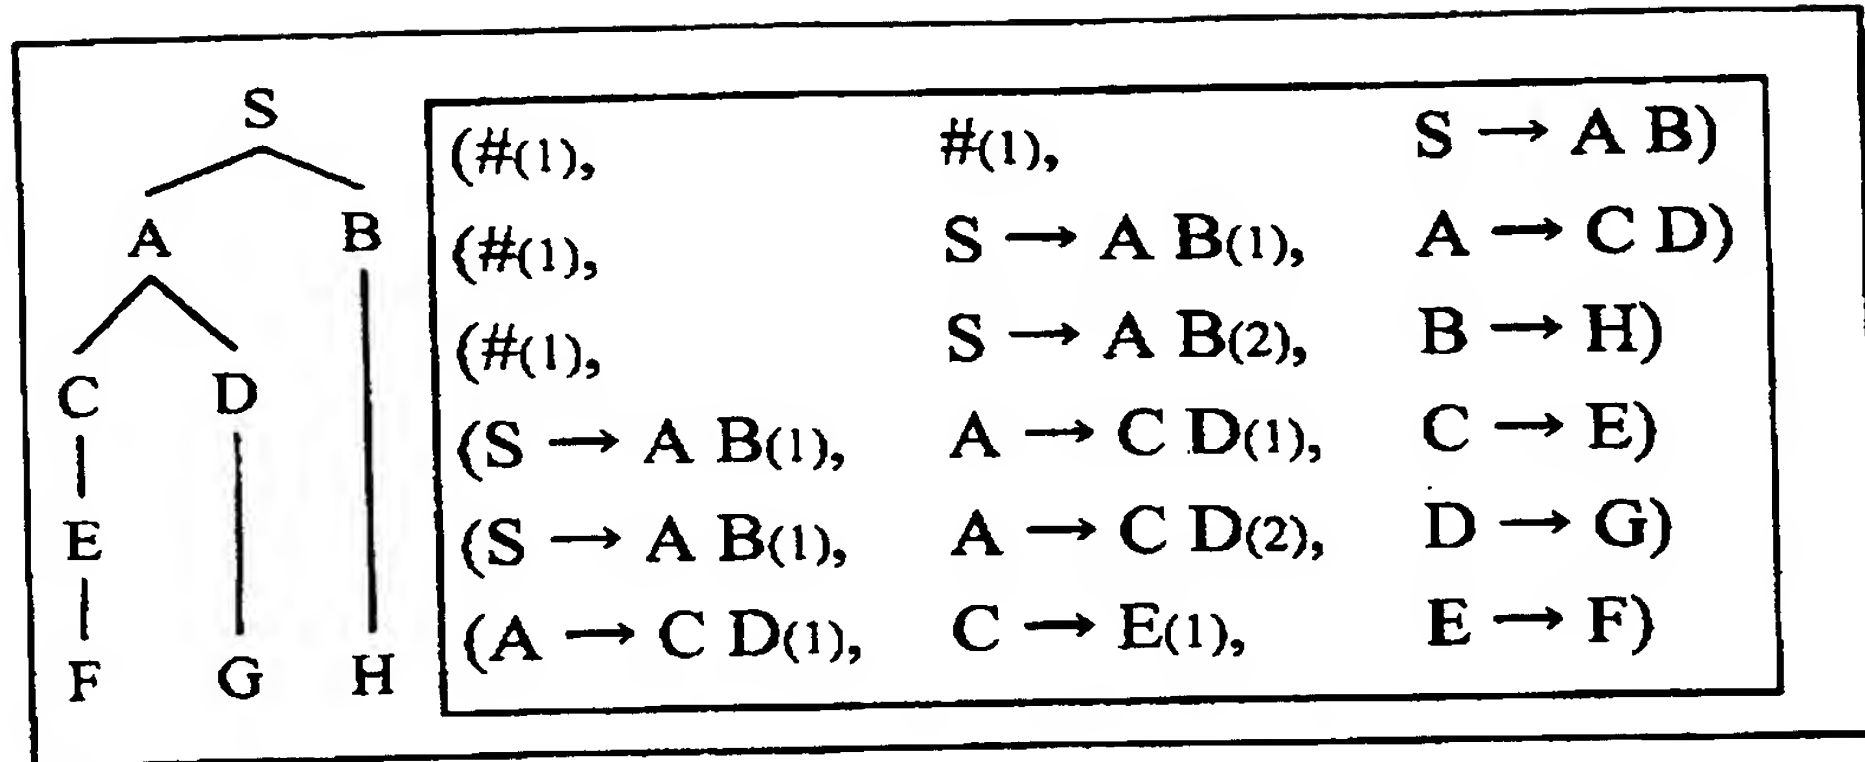 S
A B
C D
E
F G H
(#(1), #(1), S → A B)
(#(1), S → A B(1), A → C D)
(#(1), S → A B(2), B → H)
(S → A B(1), A → C D(1), C → E)
(S → A B(1), A → C D(2), D → G)
(A → C D(1), C → E(1), E → F)